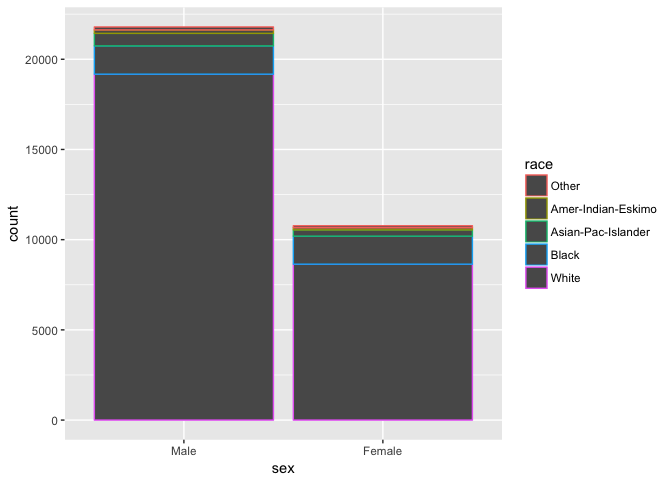 20000
15000
10000
5000
0
count
Male
Female
sex
race
Other
Amer-Indian-Eskimo
Asian-Pac-Islander
Black
White